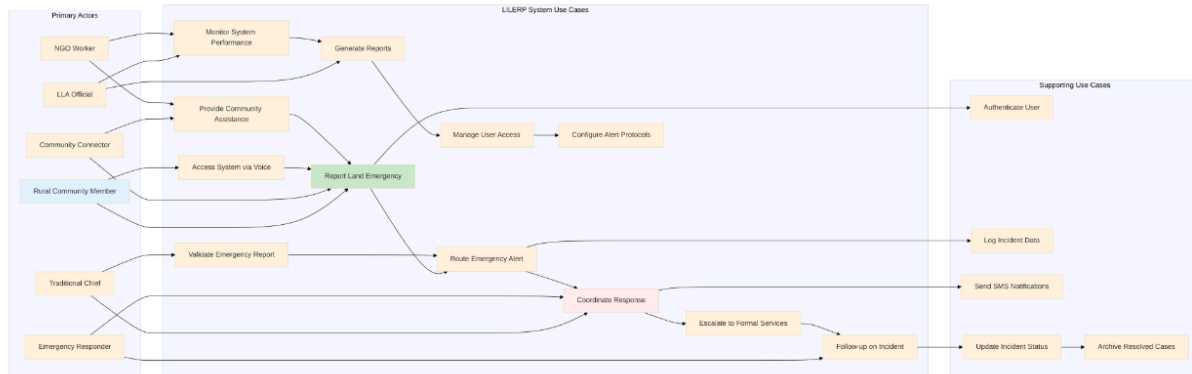 Primary Actors
LILERP System Use Cases
NGO Worker
Monitor System
Performance
Generate Reports
LLA Official
Supporting Use Cases
Provide Community
Assistance
Authenticate User
Community Connector
Manage User Access
Configure Alert Protocols
Access System via Voice
Report Land Emergency
Rural Community Member
Log Incident Data
Validate Emergency Report
Route Emergency Alert
Traditional Chief
Send SMS Notifications
Coordinate Response
Escalate to Formal Services
Emergency Responder
Follow-up on Incident
Update Incident Status
Archive Resolved Cases